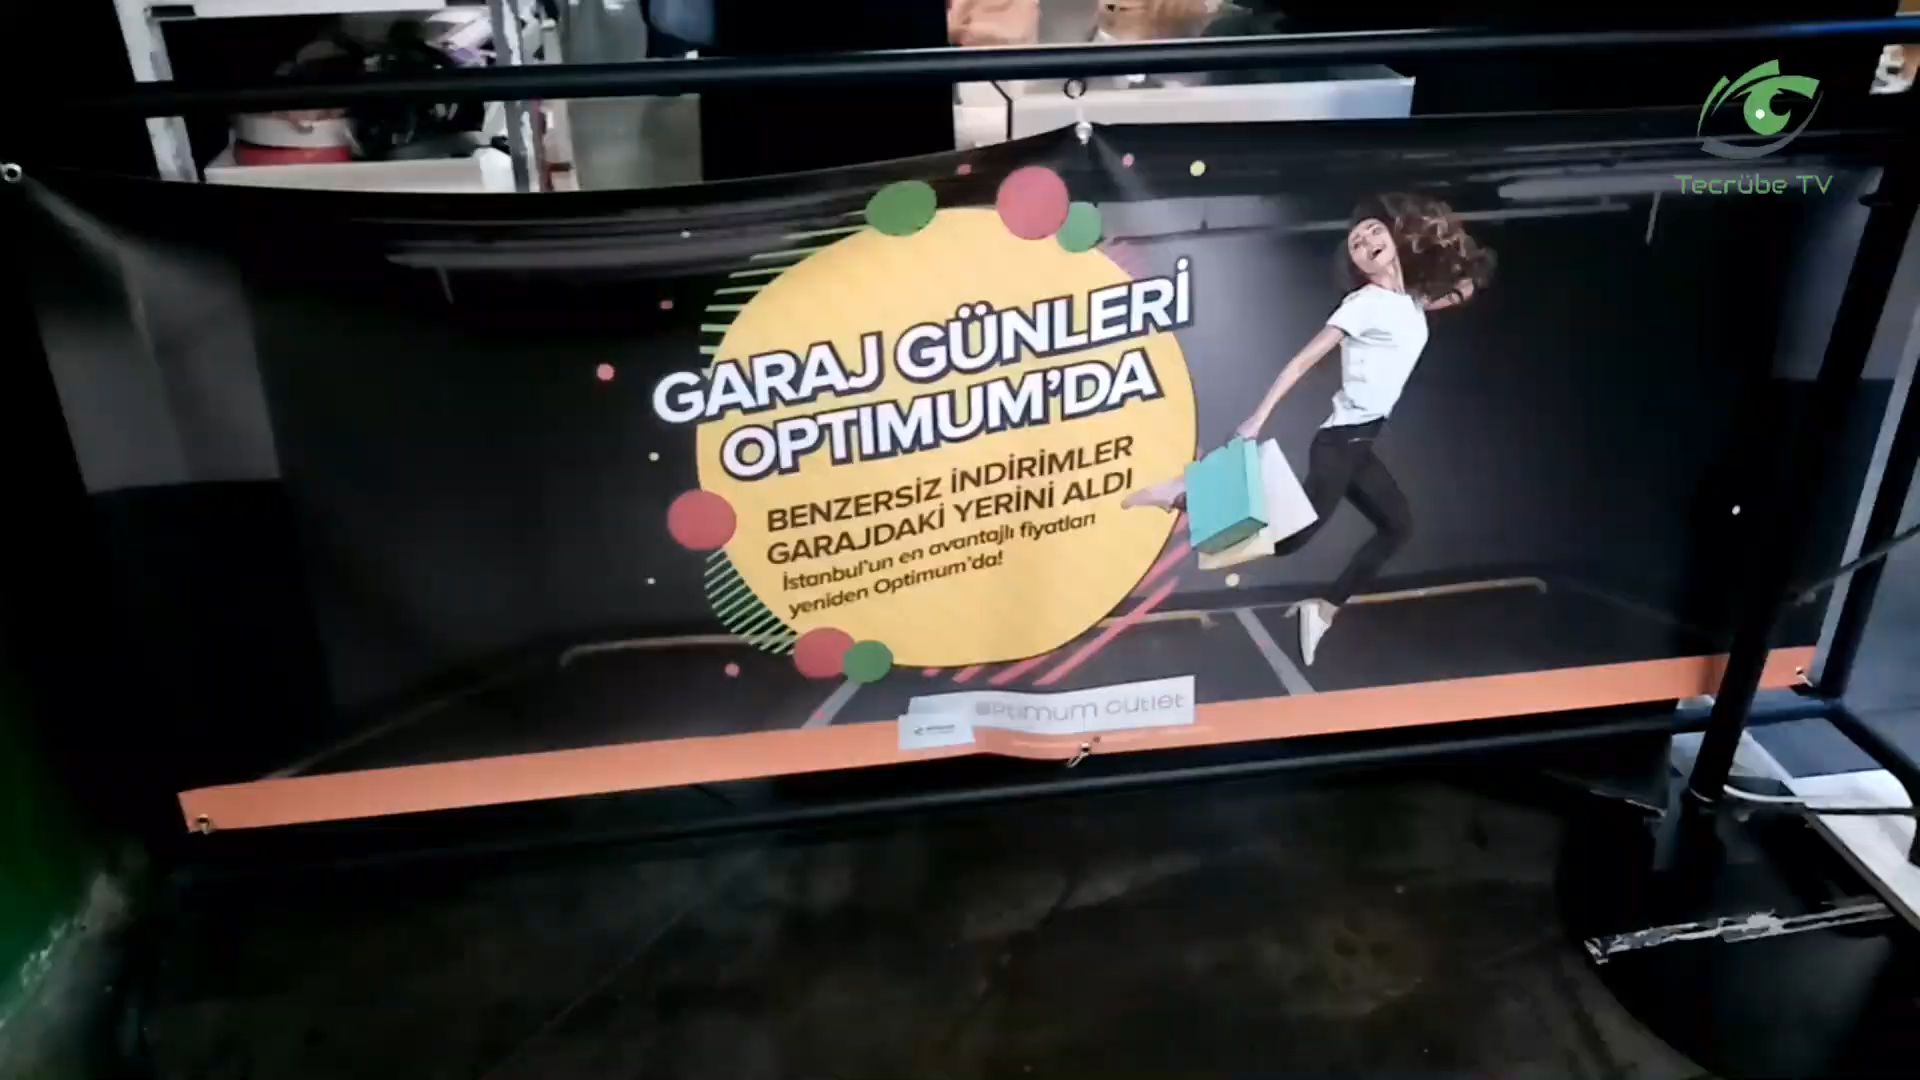 Tecrübe TV
GARAJ GÜNLERİ
OPTIMUM'DA
BENZERSİZ İNDİRİMLER
GARAJDAKİ YERİNİ ALDI
İstanbul'un en avantajlı fiyatları
yeniden Optimum'da!
optimum outlet